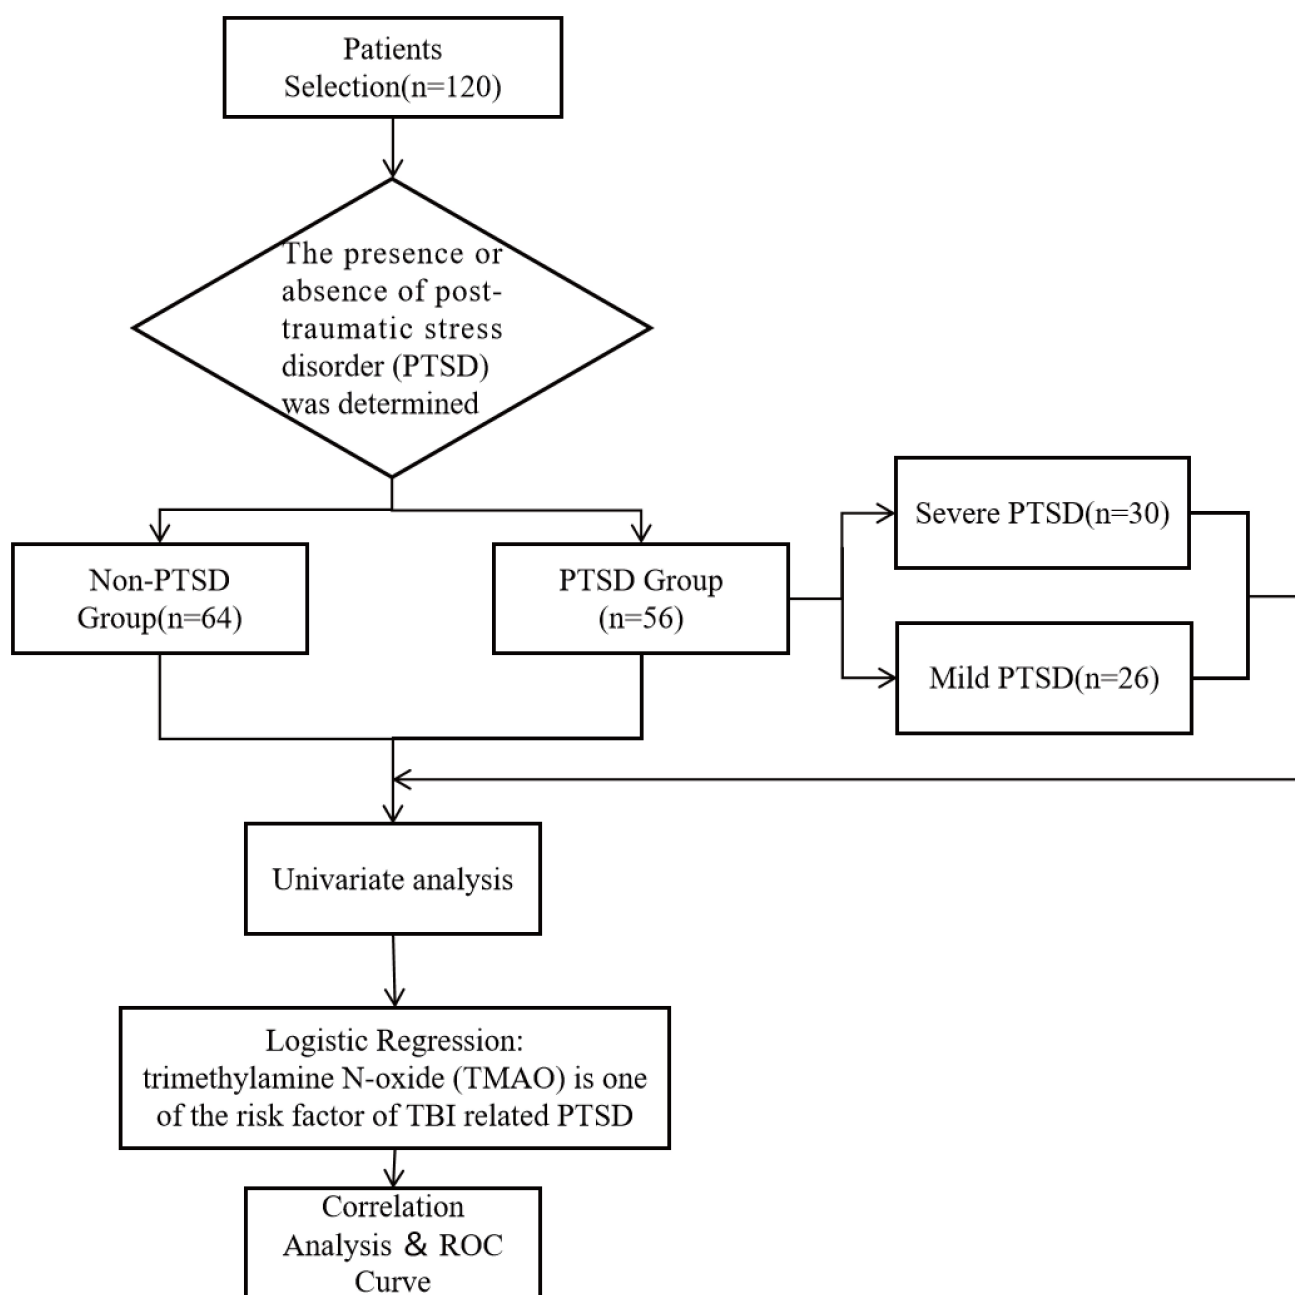 Patients
Selection(n=120)
The presence or
absence of post-
traumatic stress
disorder (PTSD)
was determined
Non-PTSD
Group(n=64)
PTSD Group
(n=56)
Severe PTSD(n=30)
Mild PTSD(n=26)
Univariate analysis
Logistic Regression:
trimethylamine N-oxide (TMAO) is one
of the risk factor of TBI related PTSD
Correlation
Analysis & ROC
Curve